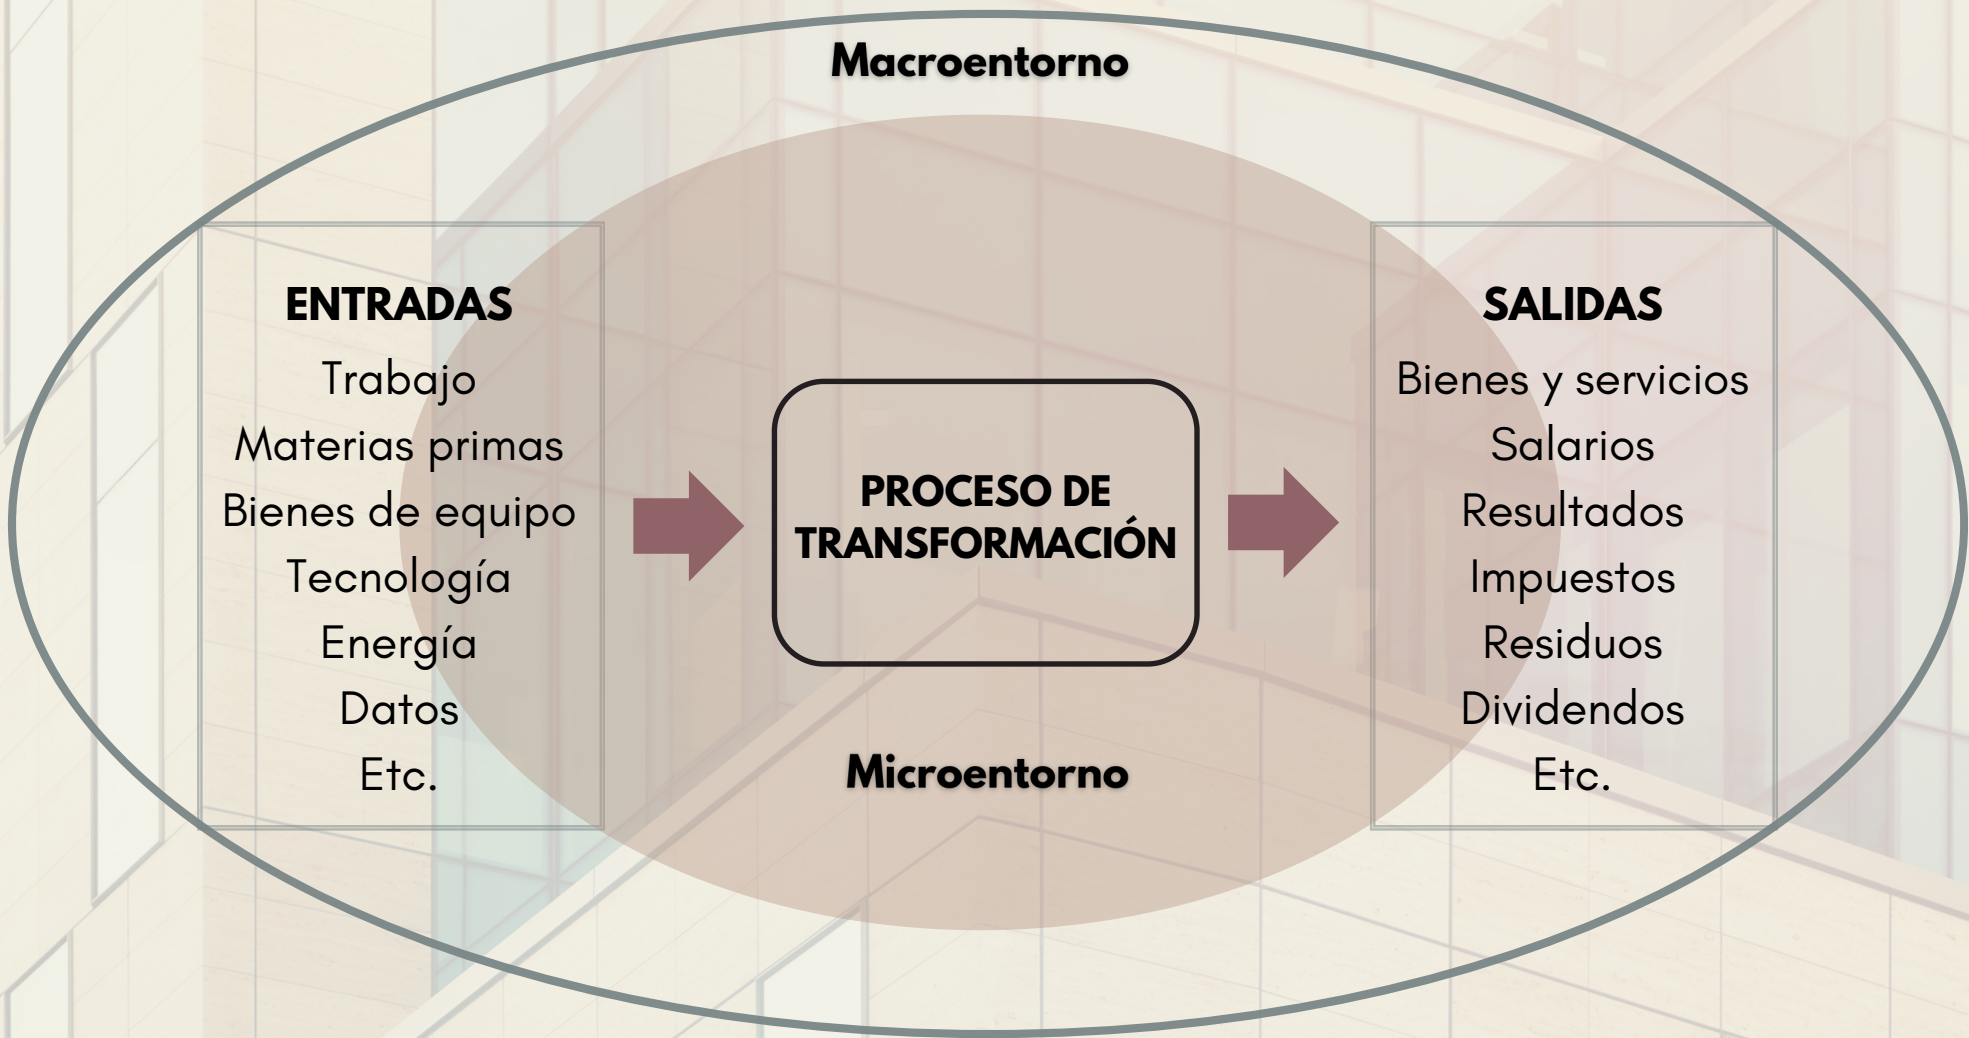 Macroentorno
ENTRADAS
Trabajo
Materias primas
Bienes de equipo
Tecnología
Energía
Datos
Etc.
PROCESO DE
TRANSFORMACIÓN
Microentorno
SALIDAS
Bienes y servicios
Salarios
Resultados
Impuestos
Residuos
Dividendos
Etc.